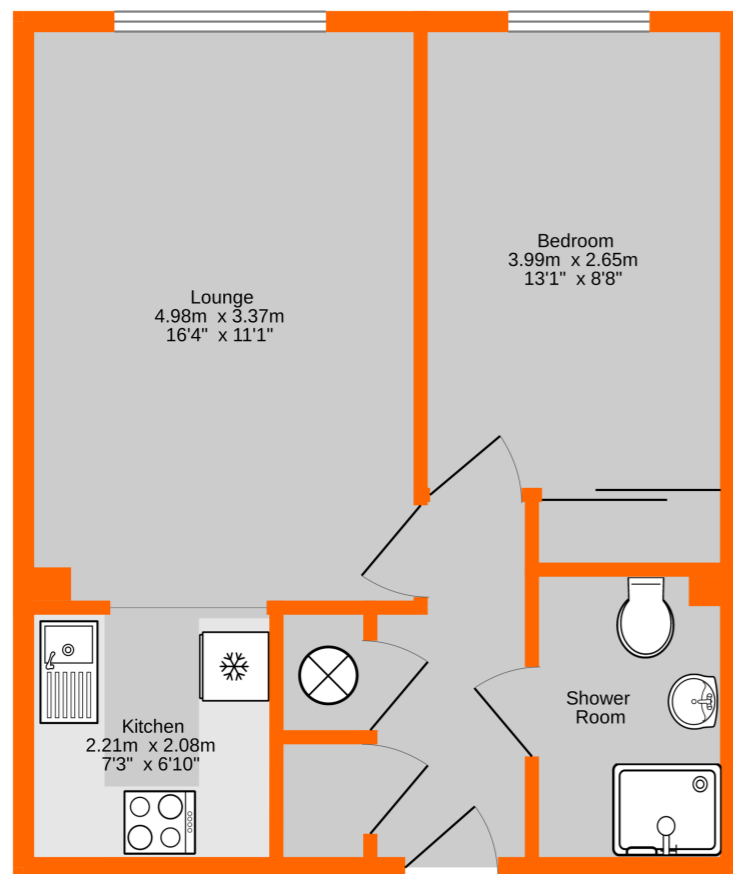 Lounge
4.98m x 3.37m
16'4" x 11'1"
Bedroom
3.99m x 2.65m
13'1" x 8'8"
Kitchen
2.21m x 2.08m
7'3" x 6'10"
Shower
Room